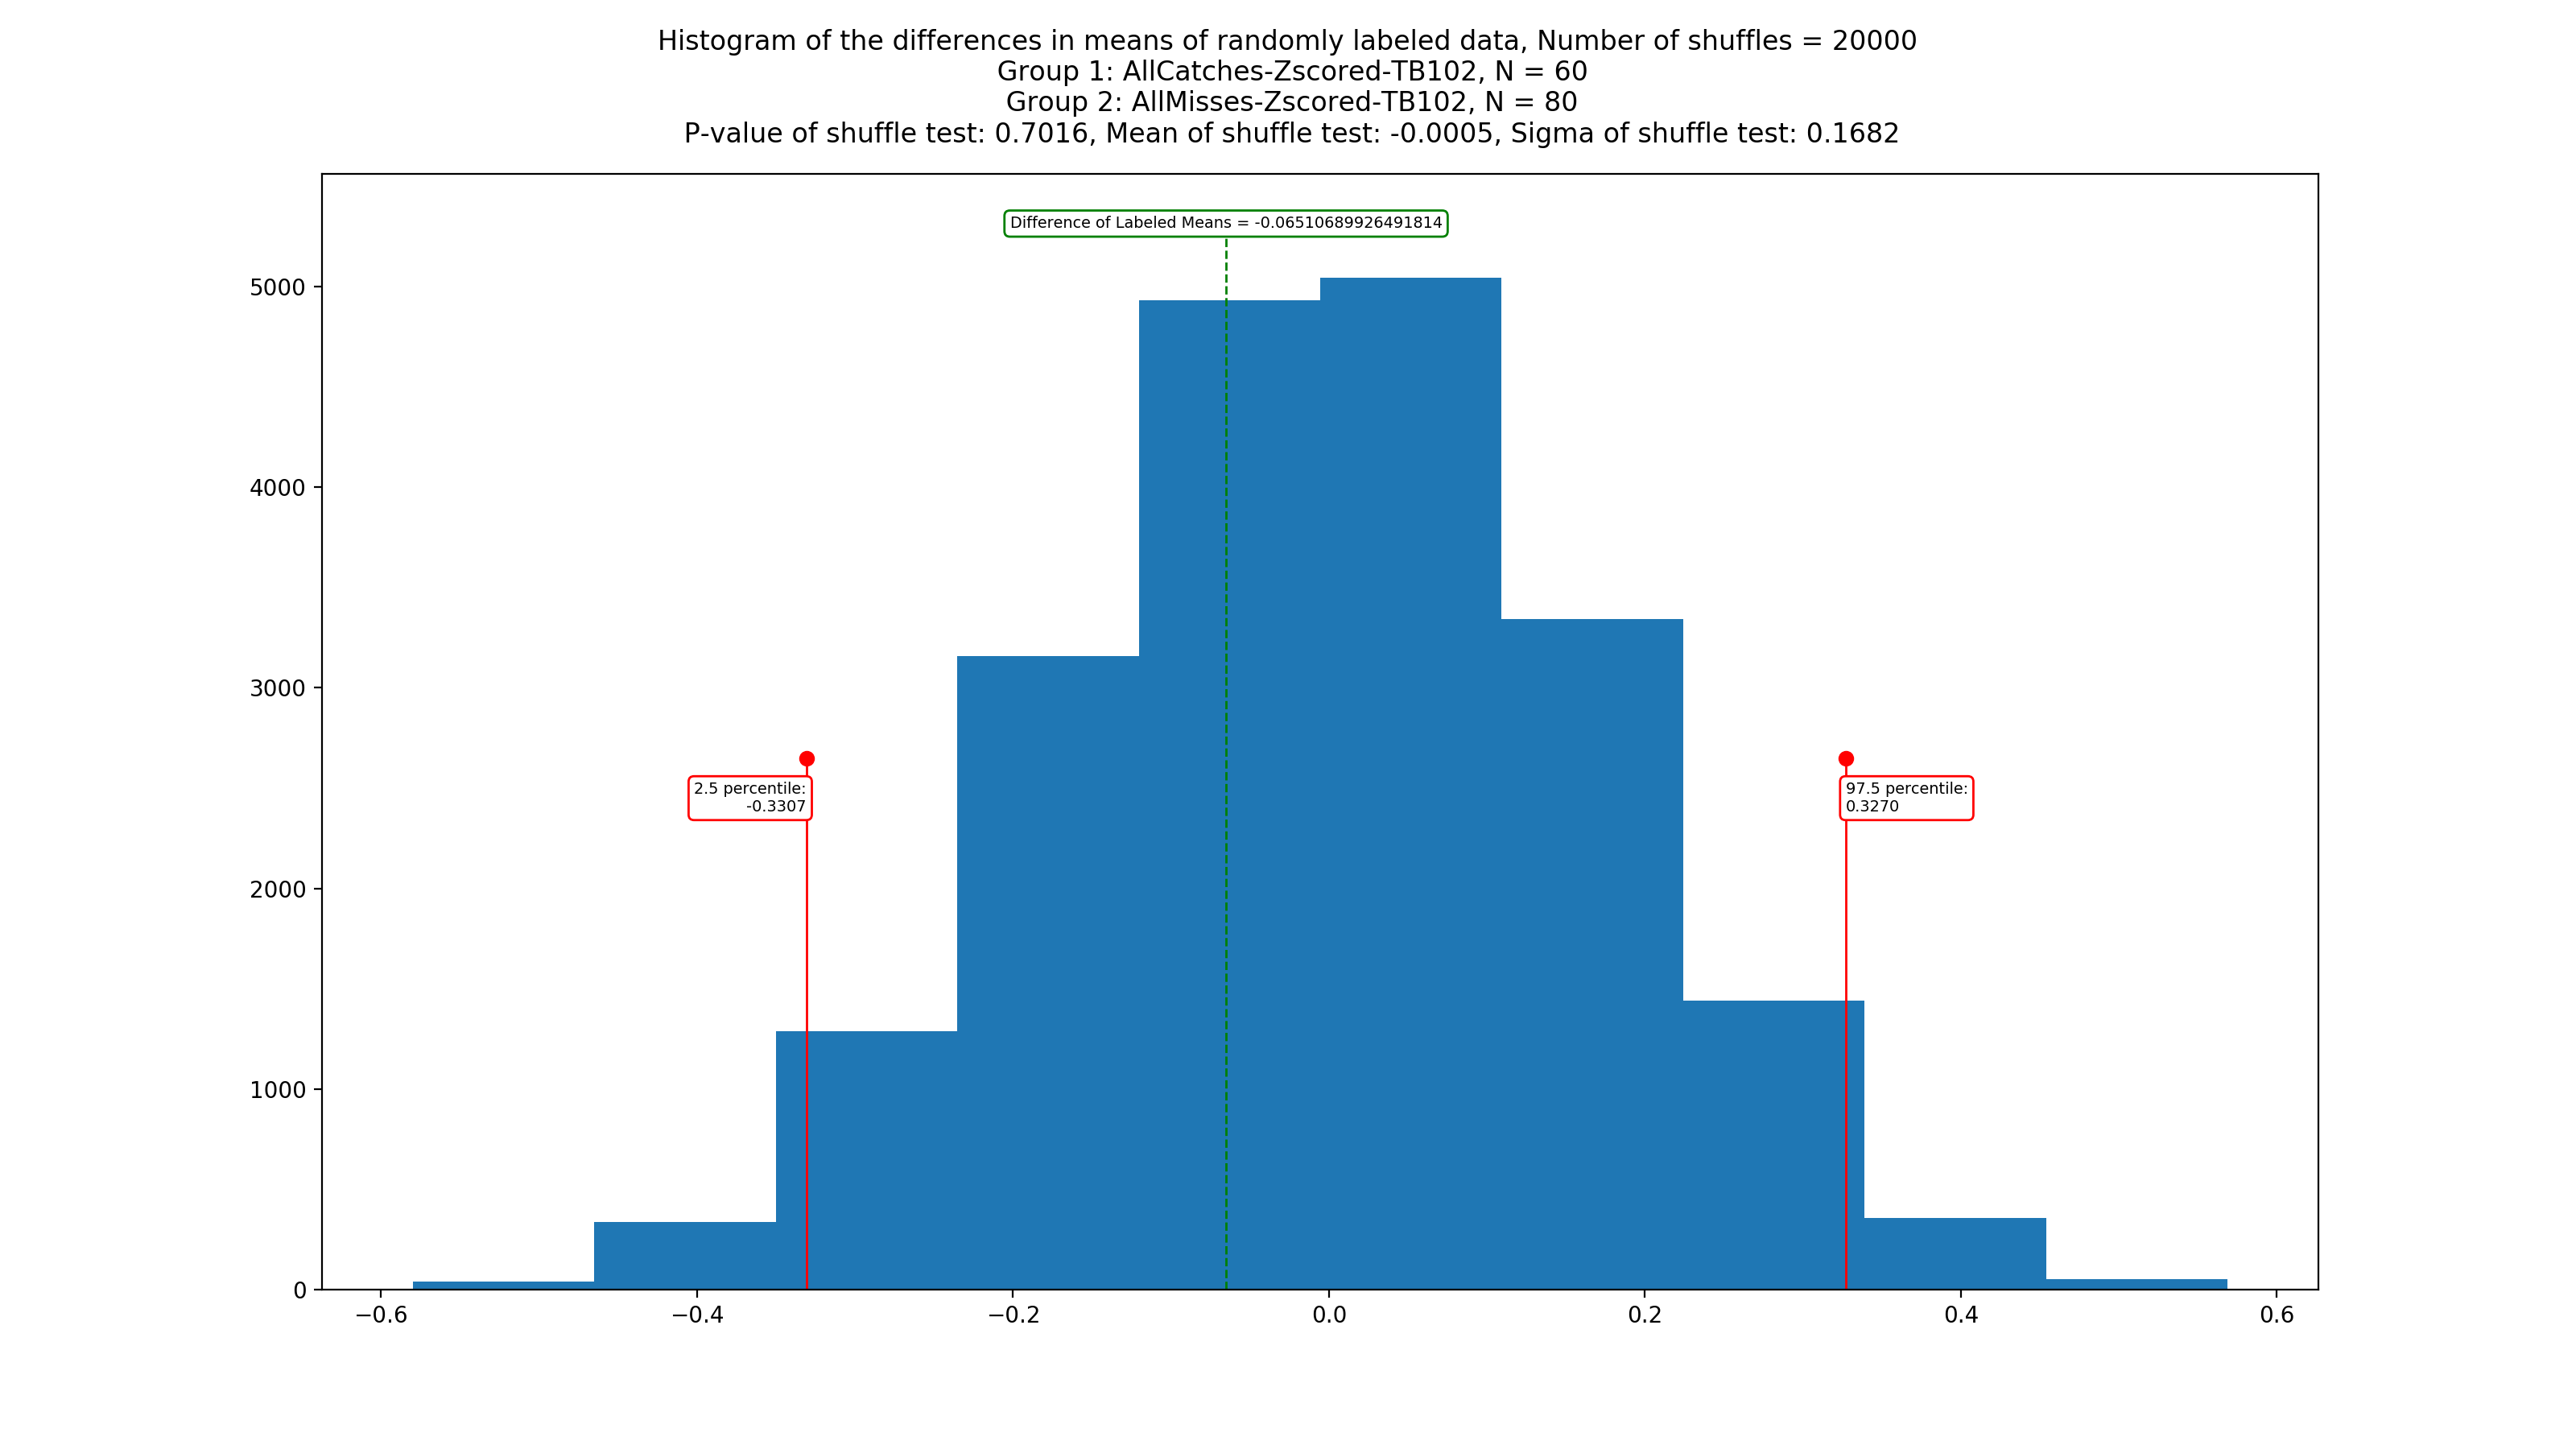 Histogram of the differences in means of randomly labeled data, Number of shuffles = 20000
Group 1: AllCatches-Zscored-TB102, N = 60
Group 2: AllMisses-Zscored-TB102, N = 80
P-value of shuffle test: 0.7016, Mean of shuffle test: -0.0005, Sigma of shuffle test: 0.1682
Difference of Labeled Means = -0.06510689926491814
5000
4000
3000
2.5 percentile:
-0.3307
97.5 percentile:
0.3270
2000
1000
0
−0.6
−0.4
−0.2
0.0
0.2
0.4
0.6